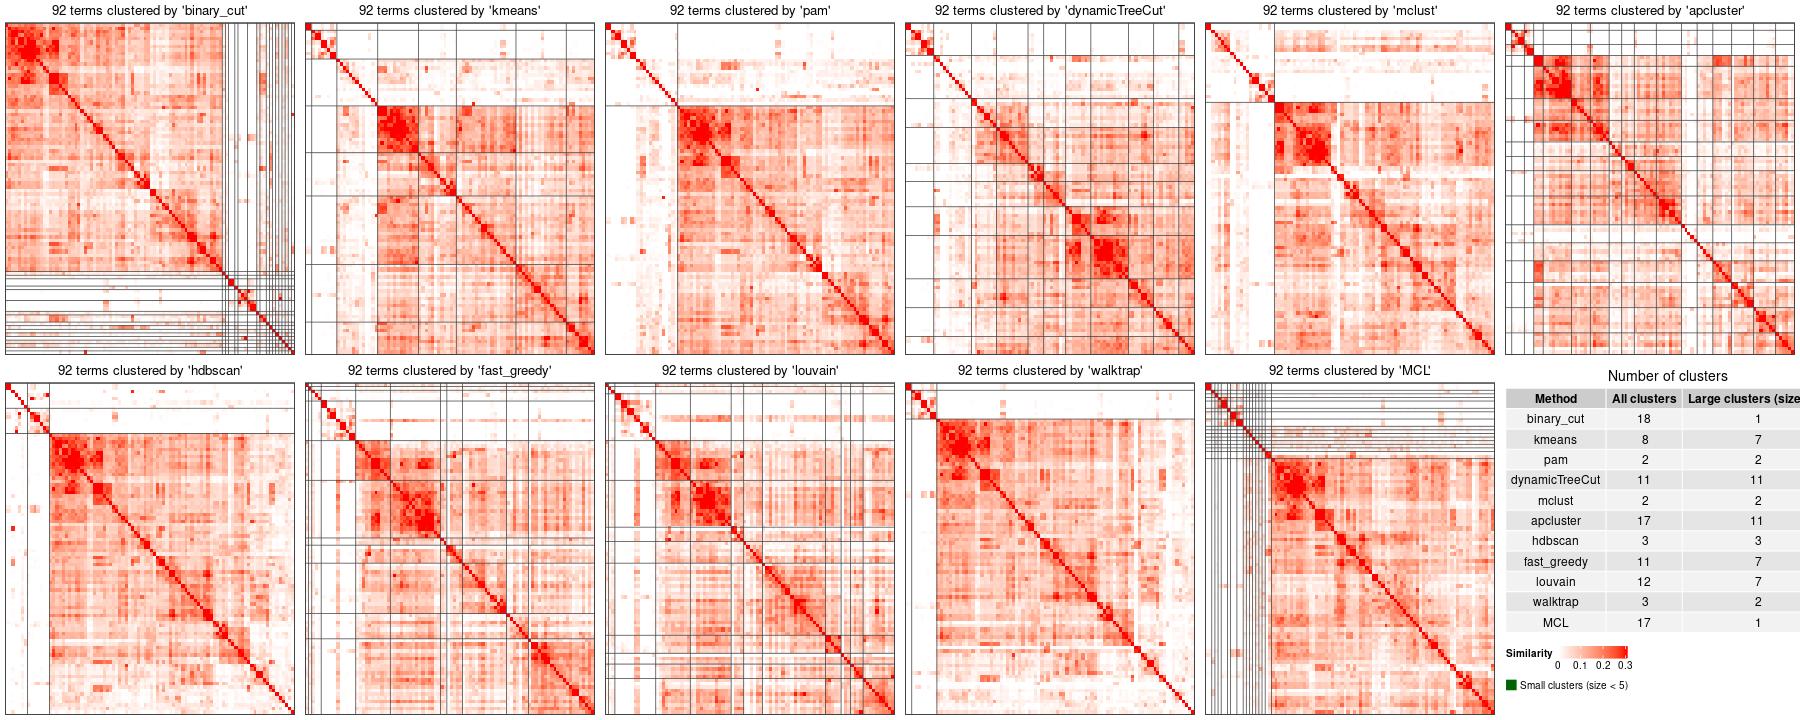 92 terms clustered by 'binary_cut'
92 terms clustered by 'kmeans'
92 terms clustered by 'pam'
92 terms clustered by 'dynamicTreeCut'
92 terms clustered by 'mclust'
92 terms clustered by 'apcluster'
92 terms clustered by 'hdbscan'
92 terms clustered by 'fast_greedy'
92 terms clustered by 'louvain'
92 terms clustered by 'walktrap'
92 terms clustered by 'MCL'
Number of clusters
Method All clusters Large clusters (size
binary_cut 18 1
kmeans 8 7
pam 2 2
dynamicTreeCut 11 11
mclust 2 2
apcluster 17 11
hdbscan 3 3
fast_greedy 11 7
louvain 12 7
walktrap 3 2
MCL 17 1
Similarity
0 0.1 0.2 0.3
Small clusters (size < 5)